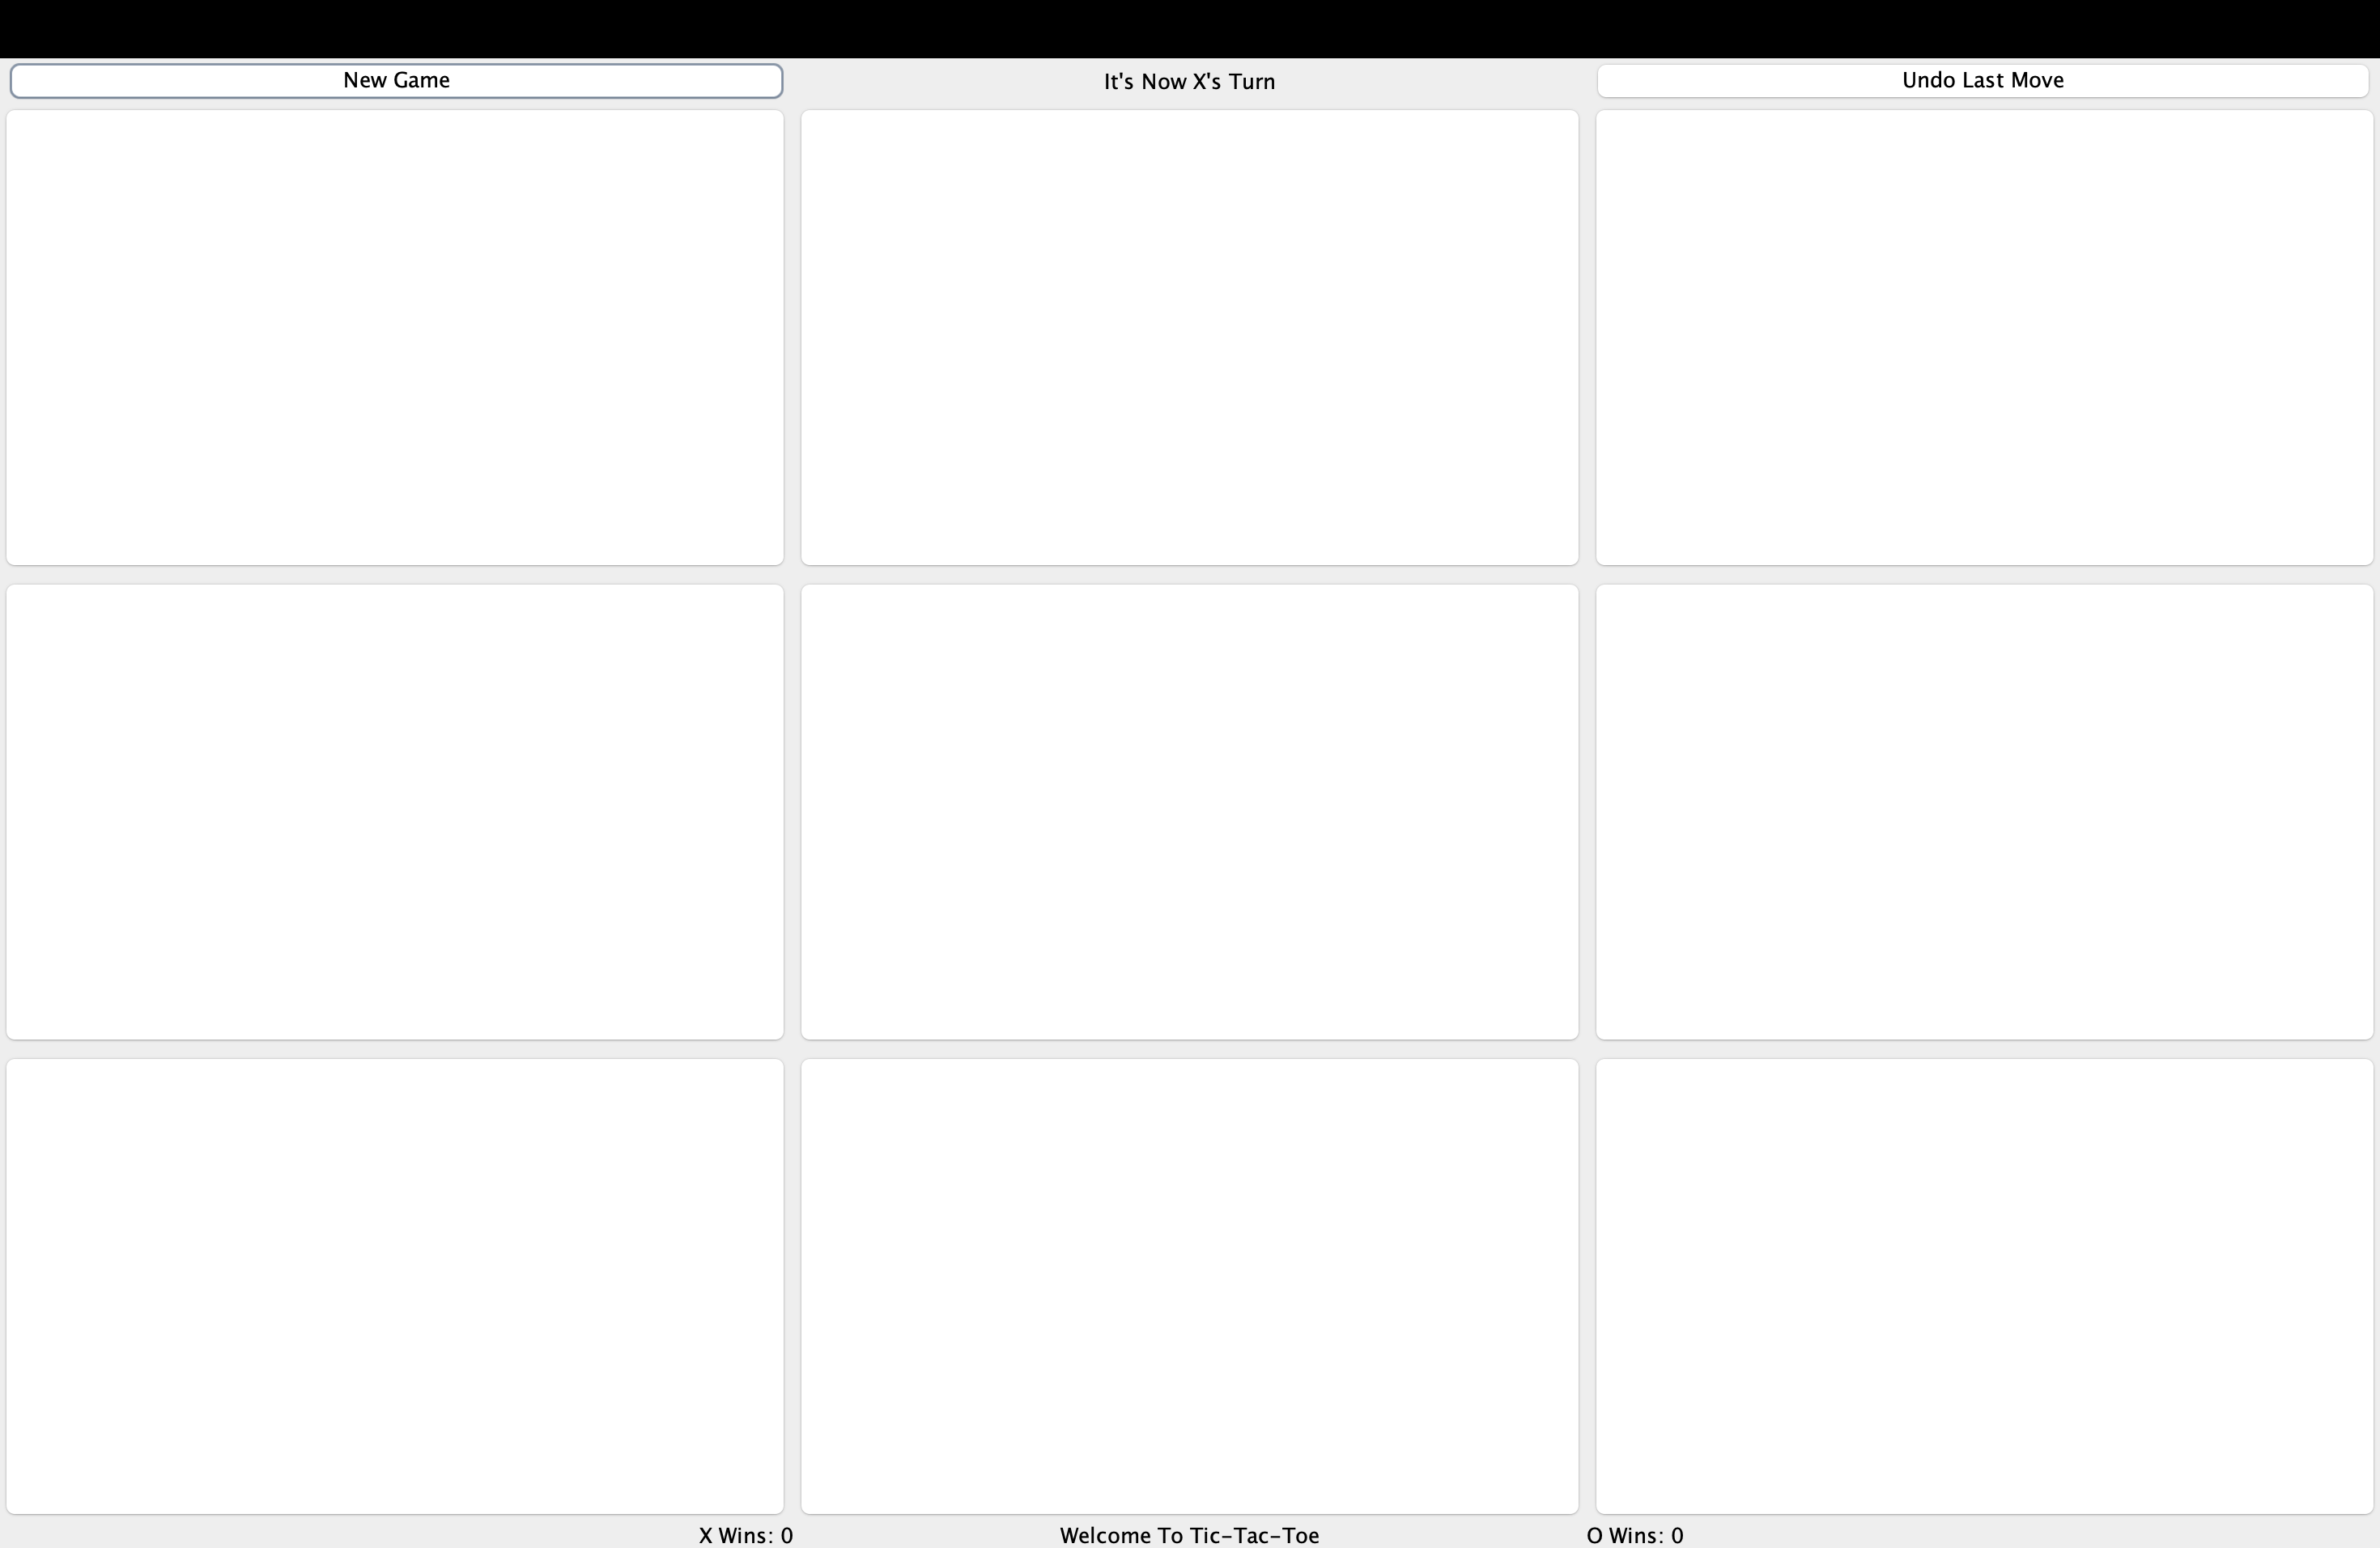 New Game
It's Now X's Turn
Undo Last Move
X Wins: 0
Welcome To Tic-Tac-Toe
O Wins: 0